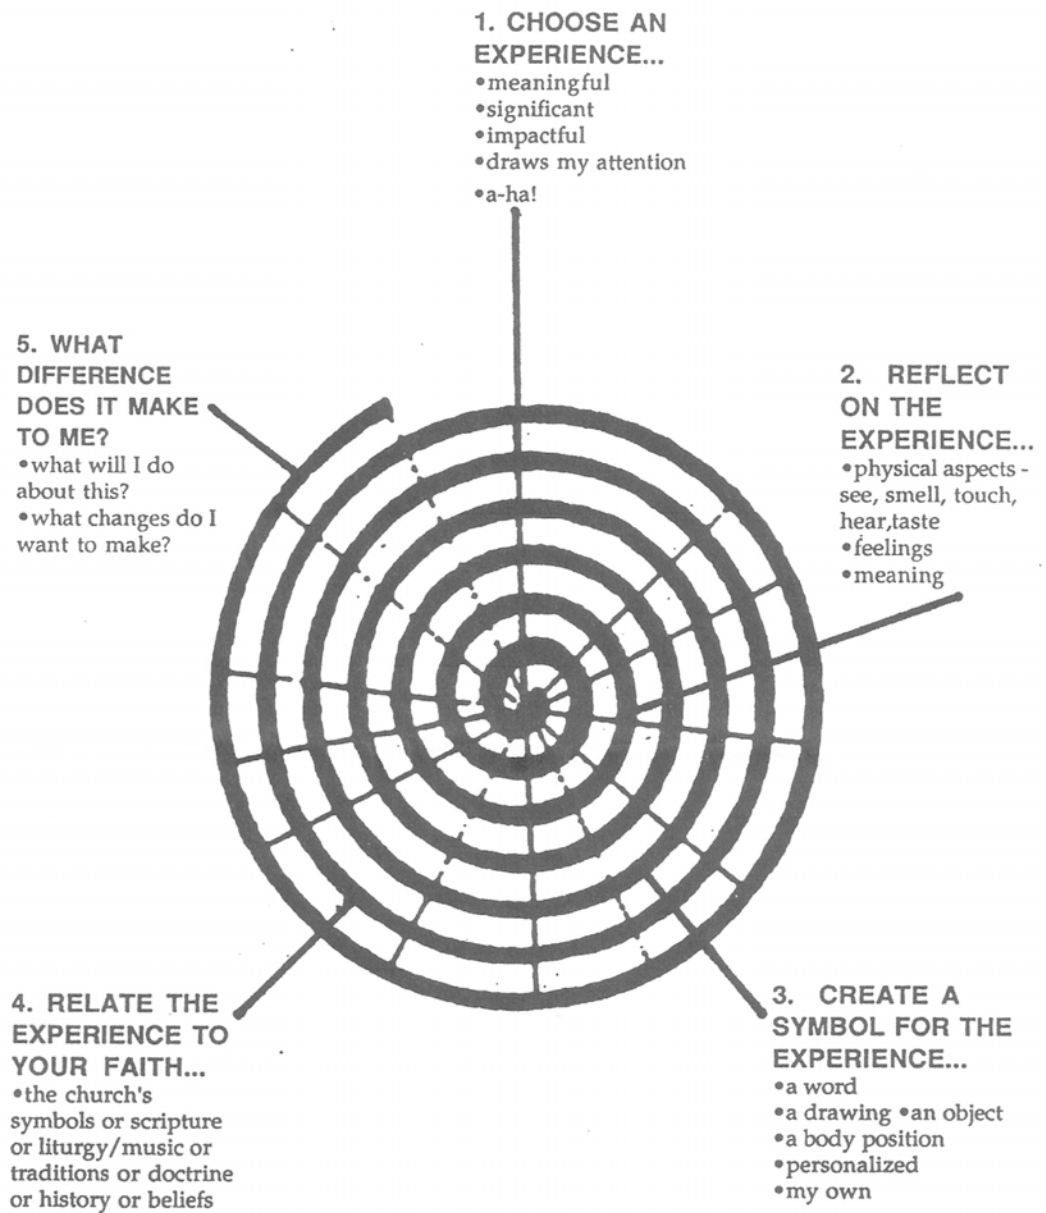 1. CHOOSE AN
EXPERIENCE...
•meaningful
•significant
•impactful
•draws my attention
•a-ha!
2. REFLECT
ON THE
EXPERIENCE...
•physical aspects -
see, smell, touch,
hear,taste
•feelings
•meaning
3. CREATE A
SYMBOL FOR THE
EXPERIENCE...
•a word
•a drawing •an object
•a body position
•personalized
•my own
4. RELATE THE
EXPERIENCE TO
YOUR FAITH...
•the church's
symbols or scripture
or liturgy/music or
traditions or doctrine
or history or beliefs
5. WHAT
DIFFERENCE
DOES IT MAKE
TO ME?
•what will I do
about this?
•what changes do I
want to make?